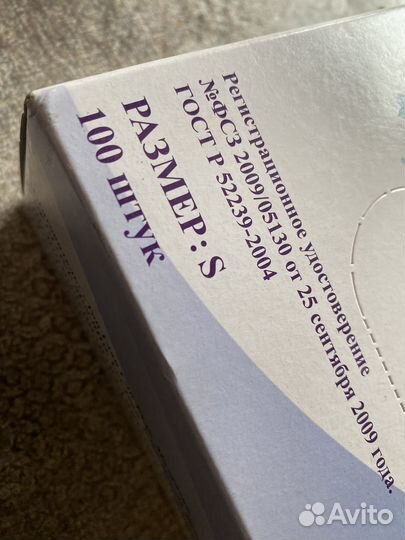 Регистрационное удостоверение
№ФСЗ 2009/05130 от 25 сентября 2009 года.
ГОСТ Р 52239-2004
РАЗМЕР: S
100 штук
Avito